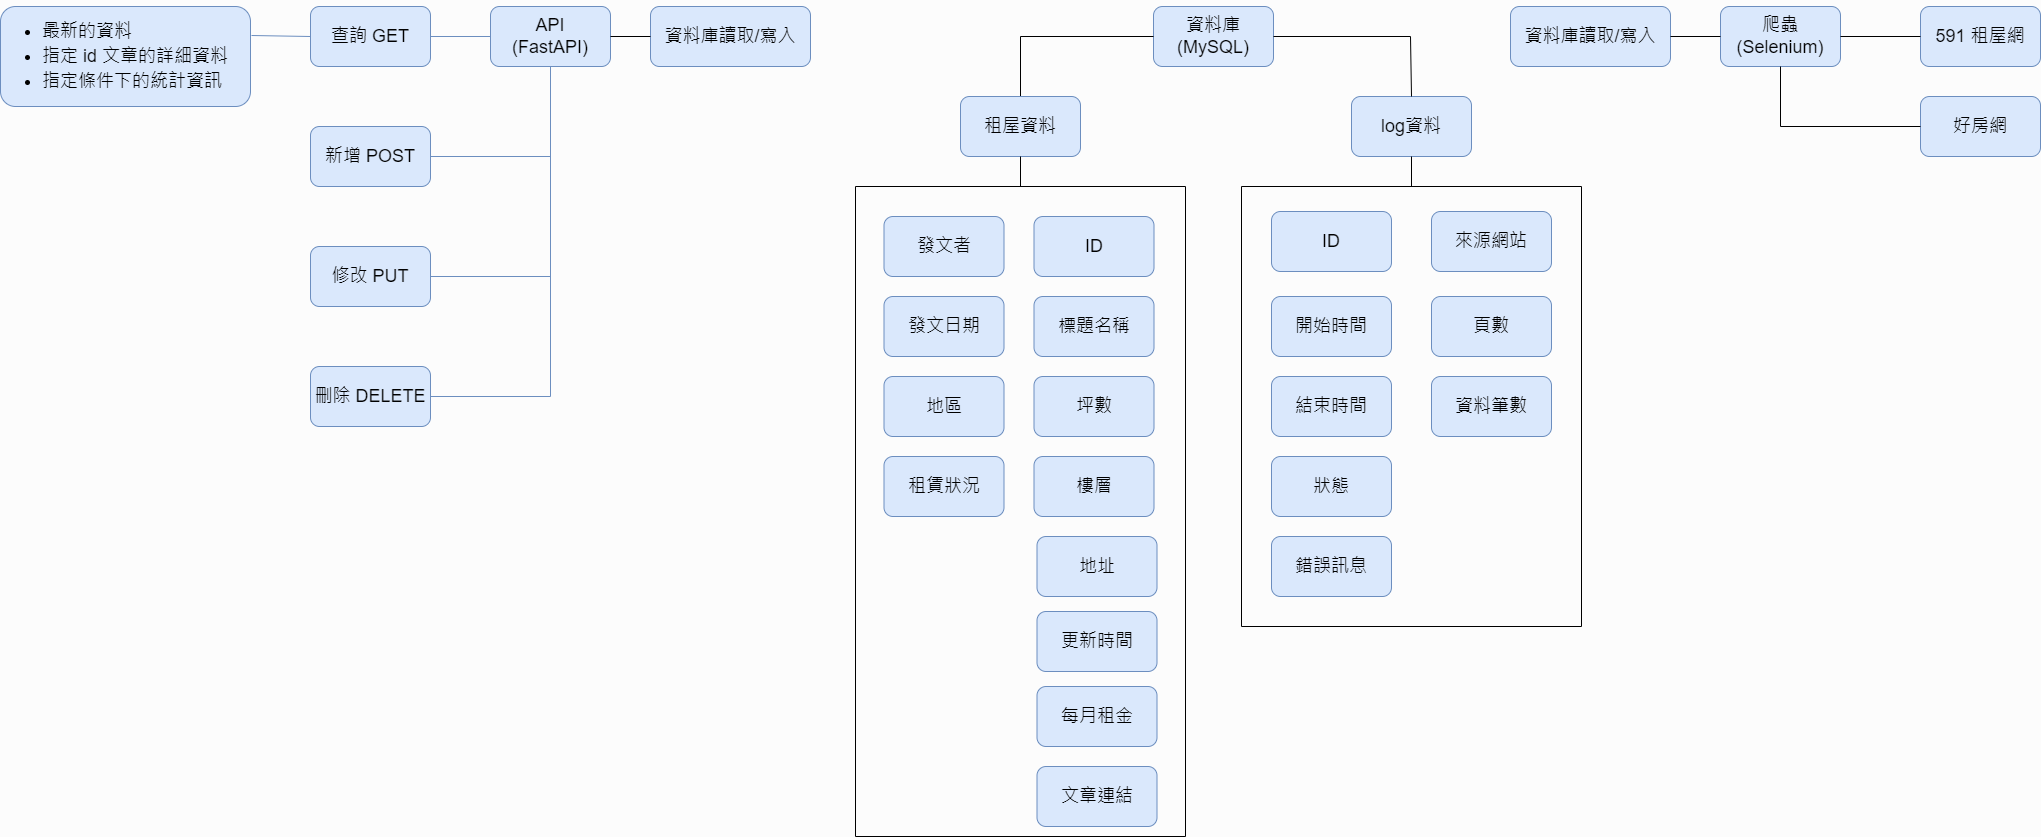 最新的資料
指定 id 文章的詳細資料
指定條件下的統計資訊
查詢 GET
API
(FastAPI)
資料庫讀取/寫入
新增 POST
修改 PUT
刪除 DELETE
資料庫
(MySQL)
租屋資料
log資料
發文者
ID
發文日期
標題名稱
地區
坪數
租賃狀況
樓層
地址
更新時間
每月租金
文章連結
ID
來源網站
開始時間
頁數
結束時間
資料筆數
狀態
錯誤訊息
資料庫讀取/寫入
爬蟲
(Selenium)
591 租屋網
好房網